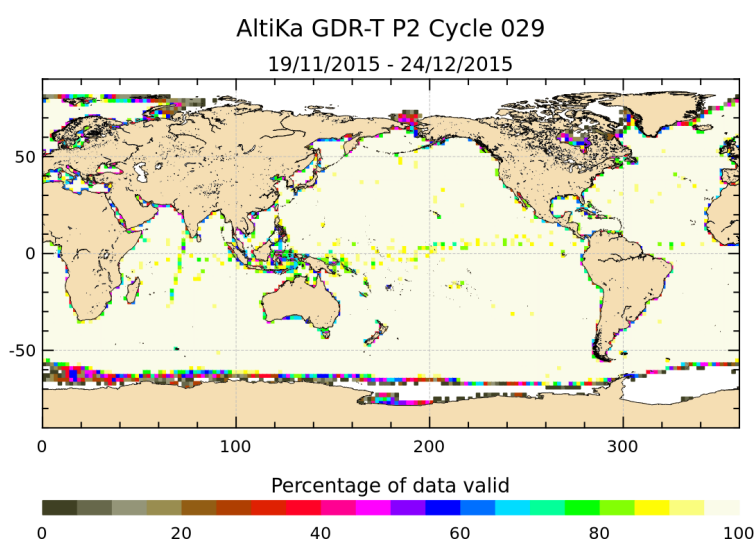 AltiKa GDR-T P2 Cycle 029
19/11/2015 - 24/12/2015
50
0
-50
0 100 200 300
Percentage of data valid
0 20 40 60 80 100